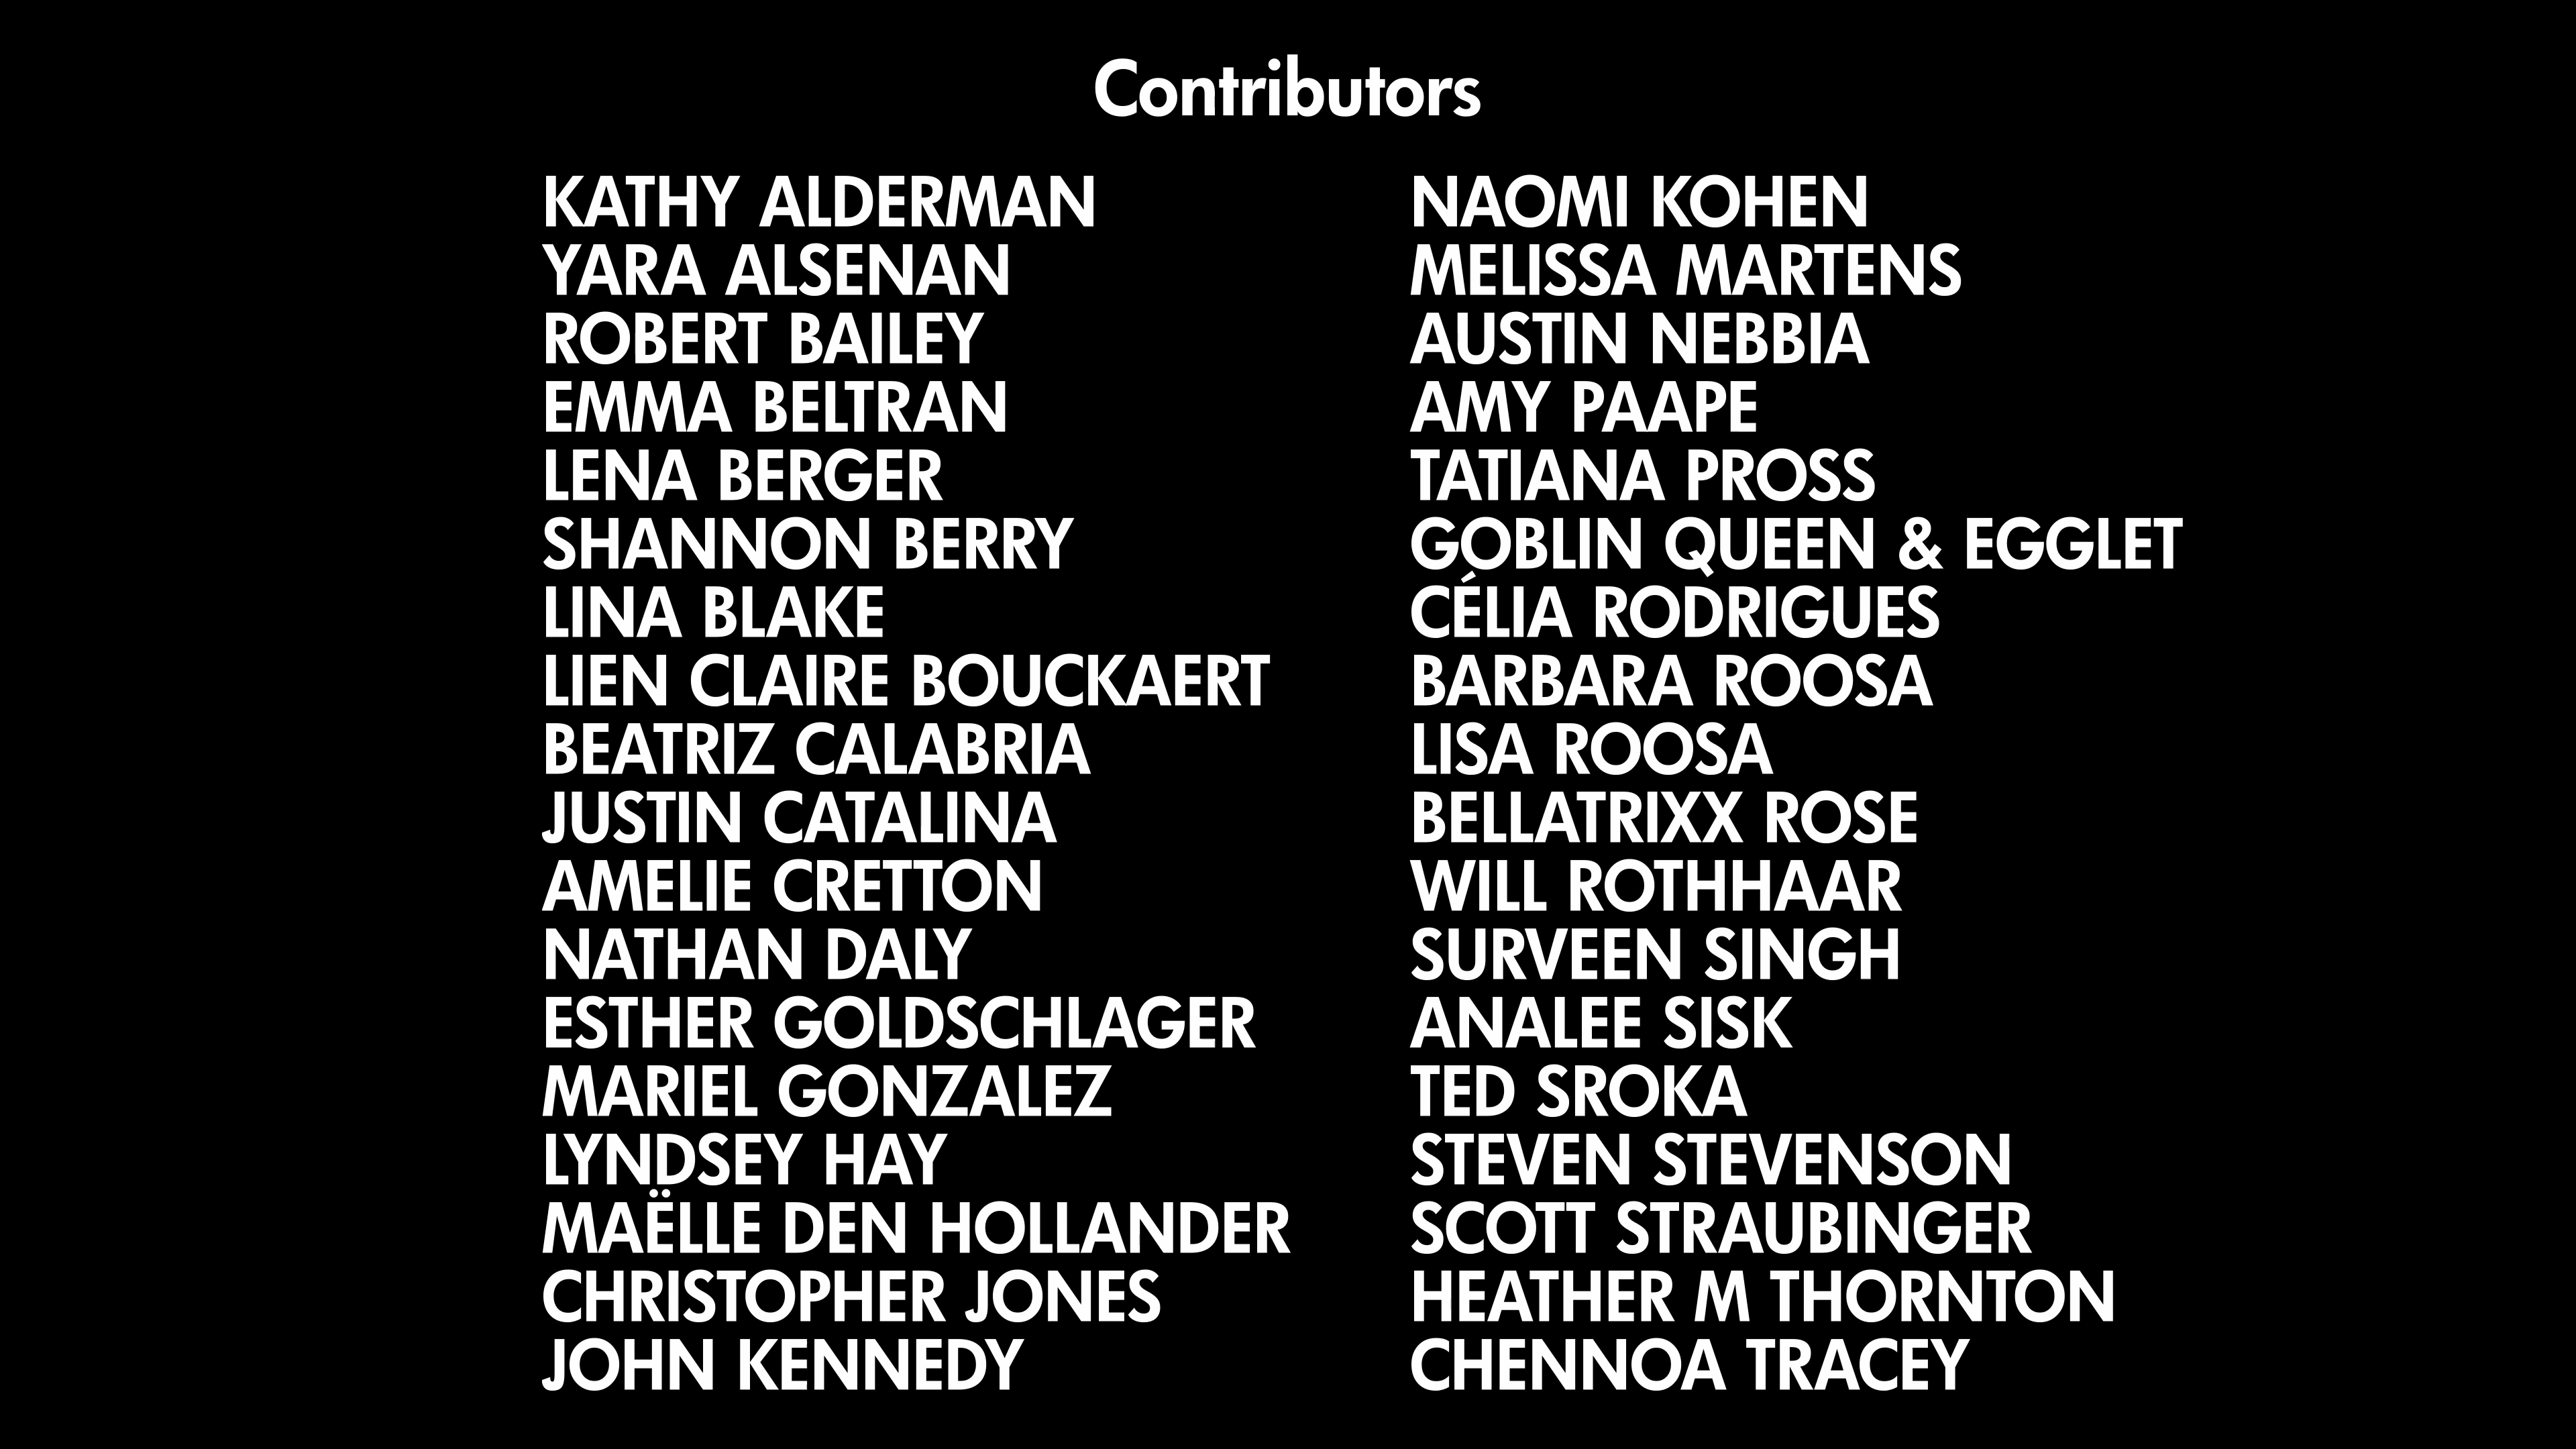 Contributors
KATHY ALDERMAN
YARA ALSENAN
ROBERT BAILEY
EMMA BELTRAN
LENA BERGER
SHANNON BERRY
LINA BLAKE
LIEN CLAIRE BOUCKAERT
BEATRIZ CALABRIA
JUSTIN CATALINA
AMELIE CRETTON
NATHAN DALY
ESTHER GOLDSCHLAGER
MARIEL GONZALEZ
LYNDSEY HAY
MAËLLE DEN HOLLANDER
CHRISTOPHER JONES
JOHN KENNEDY
NAOMI KOHEN
MELISSA MARTENS
AUSTIN NEBBIA
AMY PAAPE
TATIANA PROSS
GOBLIN QUEEN & EGGLET
CÉLIA RODRIGUES
BARBARA ROOSA
LISA ROOSA
BELLATRIXX ROSE
WILL ROTHHAAR
SURVEEN SINGH
ANALEE SISK
TED SROKA
STEVEN STEVENSON
SCOTT STRAUBINGER
HEATHER M THORNTON
CHENNOA TRACEY